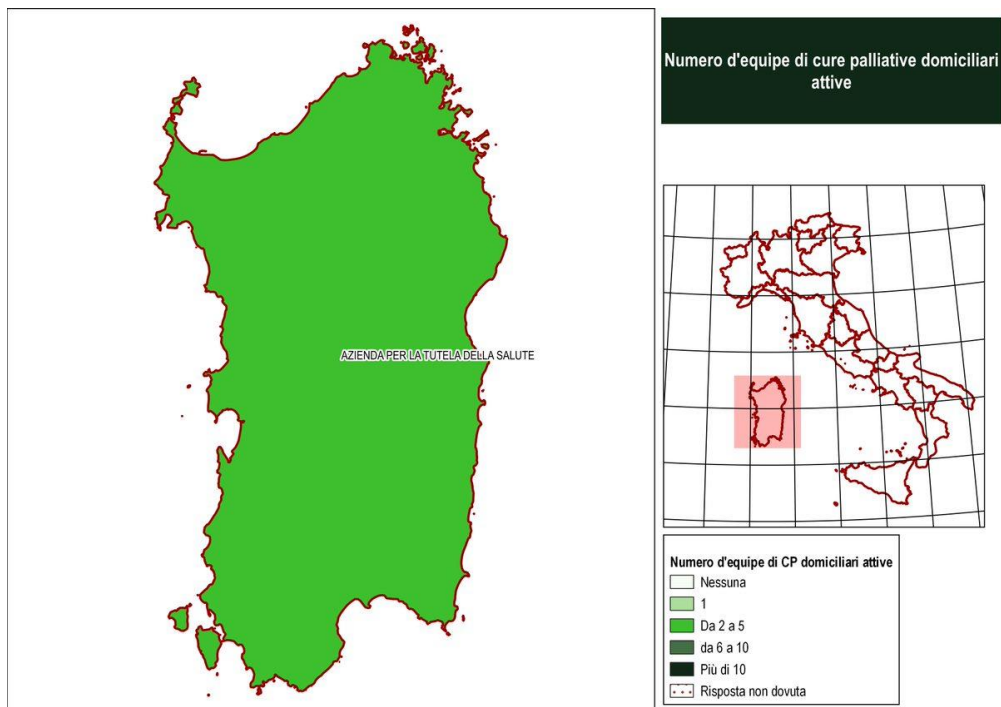 Numero d'equipe di cure palliative domiciliari
attive
AZIENDA PER LA TUTELA DELLA SALUTE
Numero d'equipe di CP domiciliari attive
Nessuna
1
Da 2 a 5
da 6 a 10
Più di 10
Risposta non dovuta